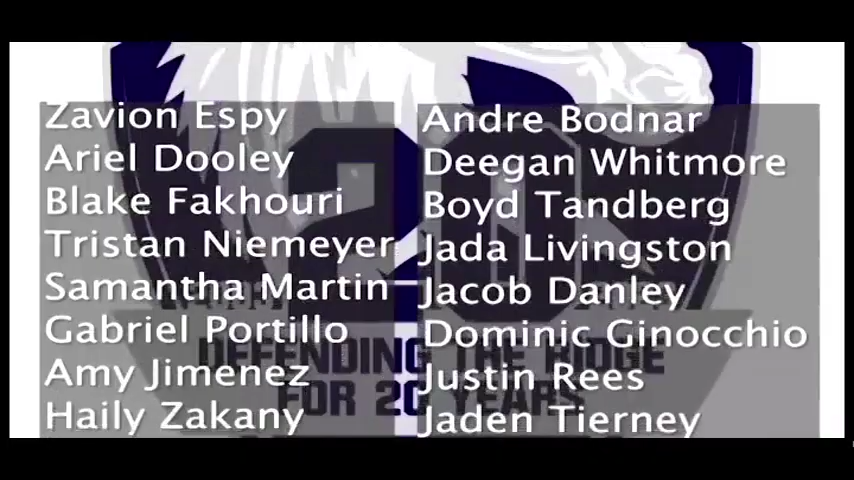 Zavion Espy
Ariel Dooley
Blake Fakhouri
Tristan Niemeyer
Samantha Martin
Gabriel Portillo
Amy Jimenez
Haily Zakany
Andre Bodnar
Deegan Whitmore
Boyd Tandberg
Jada Livingston
Jacob Danley
Dominic Ginocchio
Justin Rees
Jaden Tierney
20
DEFENDING THE RIDGE
FOR 20 YEARS